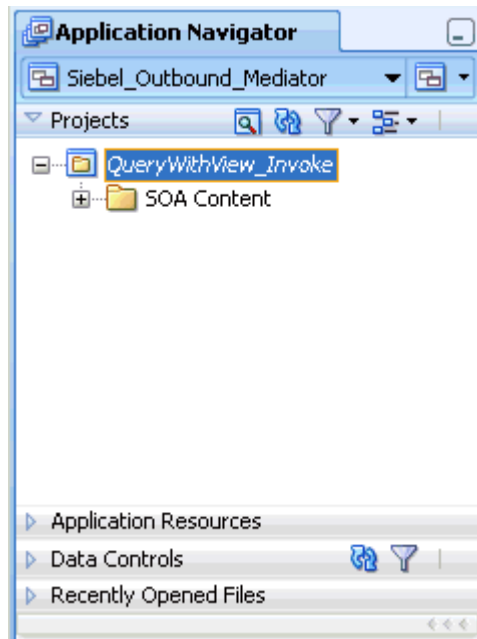 Application Navigator
Siebel_Outbound_Mediator
Projects
QueryWithView_Invoke
SOA Content
Application Resources
Data Controls
Recently Opened Files